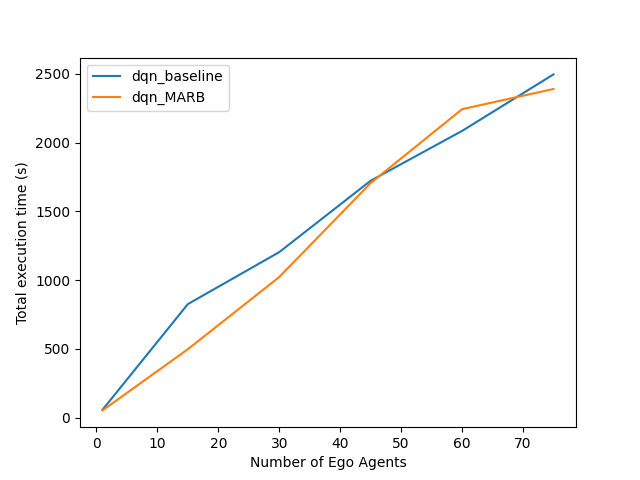 dqn_baseline
dqn_MARB
2500
2000
1500
1000
500
0
Total execution time (s)
0 10 20 30 40 50 60 70
Number of Ego Agents